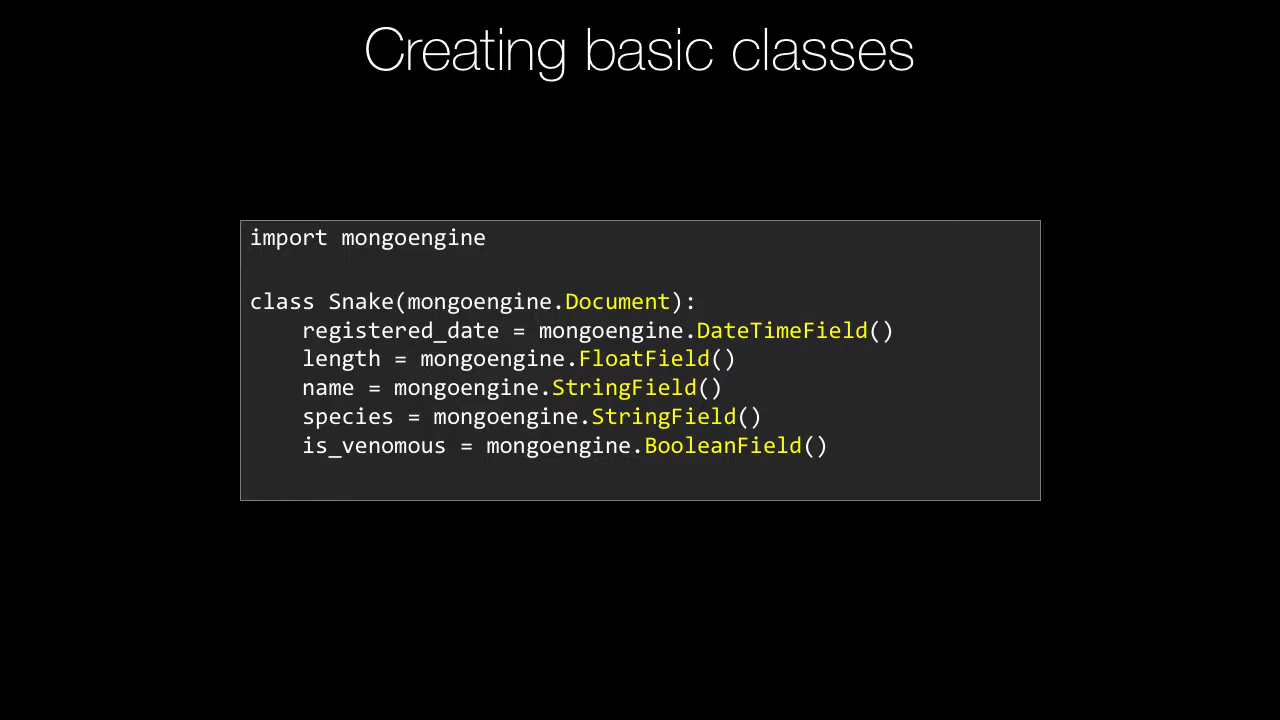 Creating basic classes
import mongoengine
class Snake(mongoengine.Document):
    registered_date = mongoengine.DateTimeField()
    length = mongoengine.FloatField()
    name = mongoengine.StringField()
    species = mongoengine.StringField()
    is_venomous = mongoengine.BooleanField()